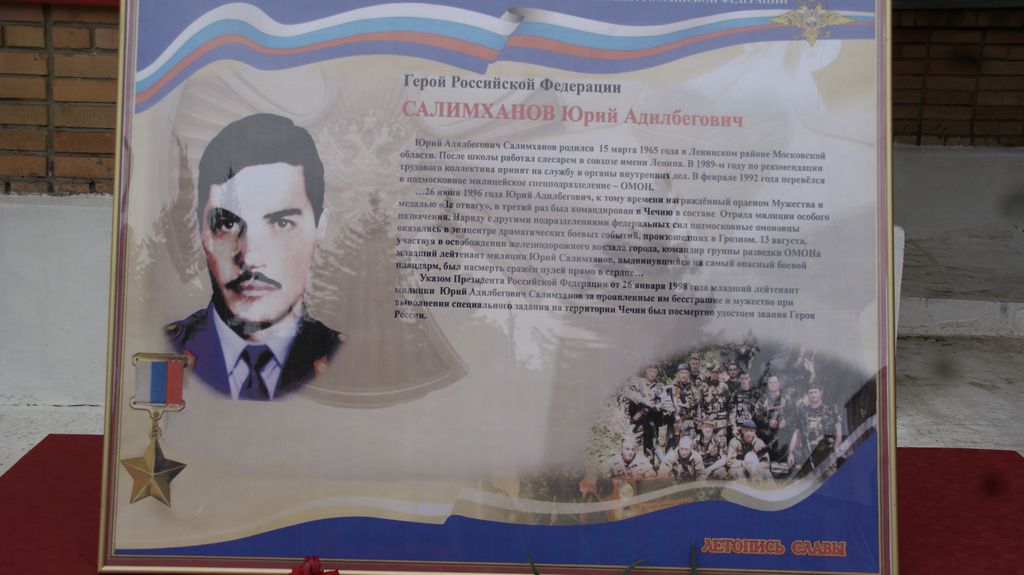 РОССИЙСКОЙ ФЕДЕРАЦИИ
Герой Российской Федерации
САЛИМХАНОВ Юрий Адилбегович
Юрий Адилбегович Салимханов родился 15 марта 1965 года в Ленинском районе Московской
области. После школы работал слесарем в совхозе имени Ленина. В 1989-м году по рекомендации
трудового коллектива принят на службу в органы внутренних дел. В феврале 1992 года перевёлся
в подмосковное милицейское спецподразделение – ОМОН.
...26 июня 1996 года Юрий Адилбегович, к тому времени награждённый орденом Мужества и
медалью «За отвагу», в третий раз был командирован в Чечню в составе Отряда милиции особого
назначения. Наряду с другими подразделениями федеральных сил подмосковные омоновцы
оказались в эпицентре драматических боевых событий, произошедших в Грозном. 13 августа,
участвуя в освобождении железнодорожного вокзала города, командир группы разведки ОМОНа
младший лейтенант милиции Юрий Салимханов, выдвинувшийся на самый опасный боевой
плацдарм, был насмерть сражён пулей прямо в сердце...
Указом Президента Российской Федерации от 26 января 1998 года младший лейтенант
милиции Юрий Адилбегович Салимханов за проявленные им бесстрашие и мужество при
выполнении специального задания на территории Чечни был посмертно удостоен звания Героя
России.
ЛЕТОПИСЬ СЛАВЫ